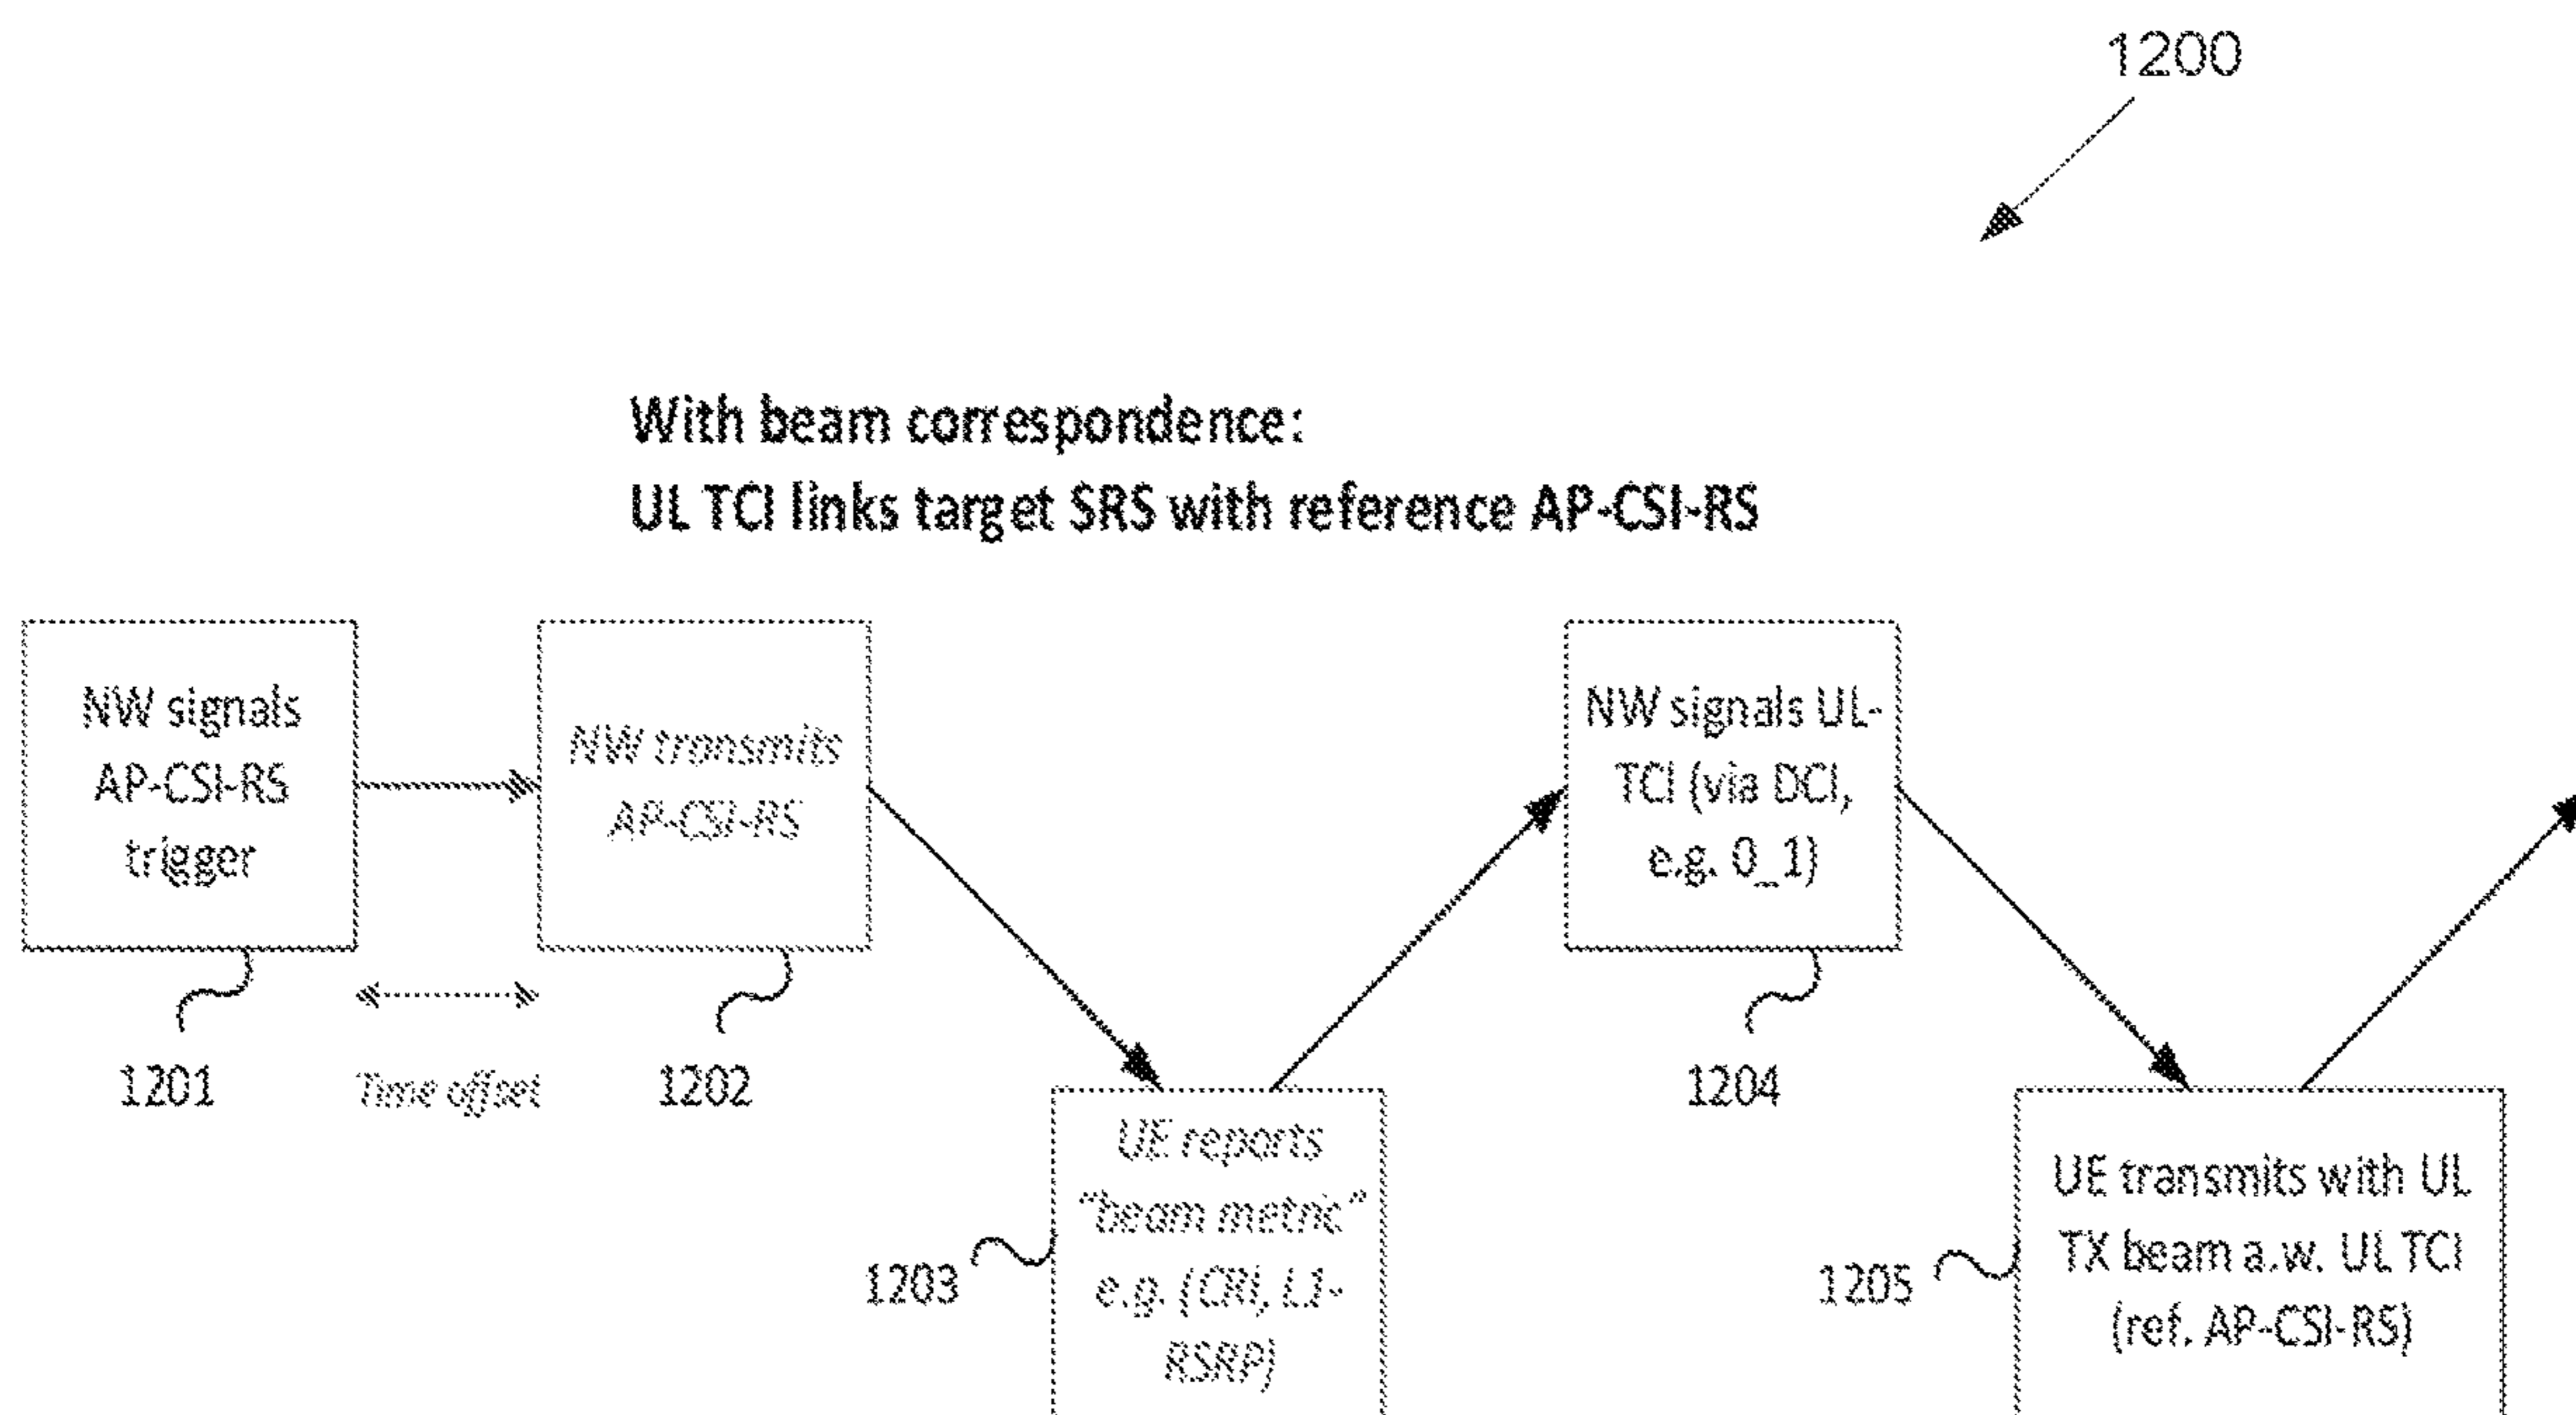 1200
With beam correspondence:
UL TCI links target SRS with reference AP-CSI-RS
NW signals
AP-CSI-RS
trigger
NW transmits
AP-CSI-RS
NW signals UL-
TCI (via DCI,
e.g. 0_1)
1201
Time offset
1202
1204
UE reports
"beam metric"
e.g. (CRI, L1-
RSRP)
1203
UE transmits with UL
TX beam a.w. UL TCI
(ref. AP-CSI-RS)
1205